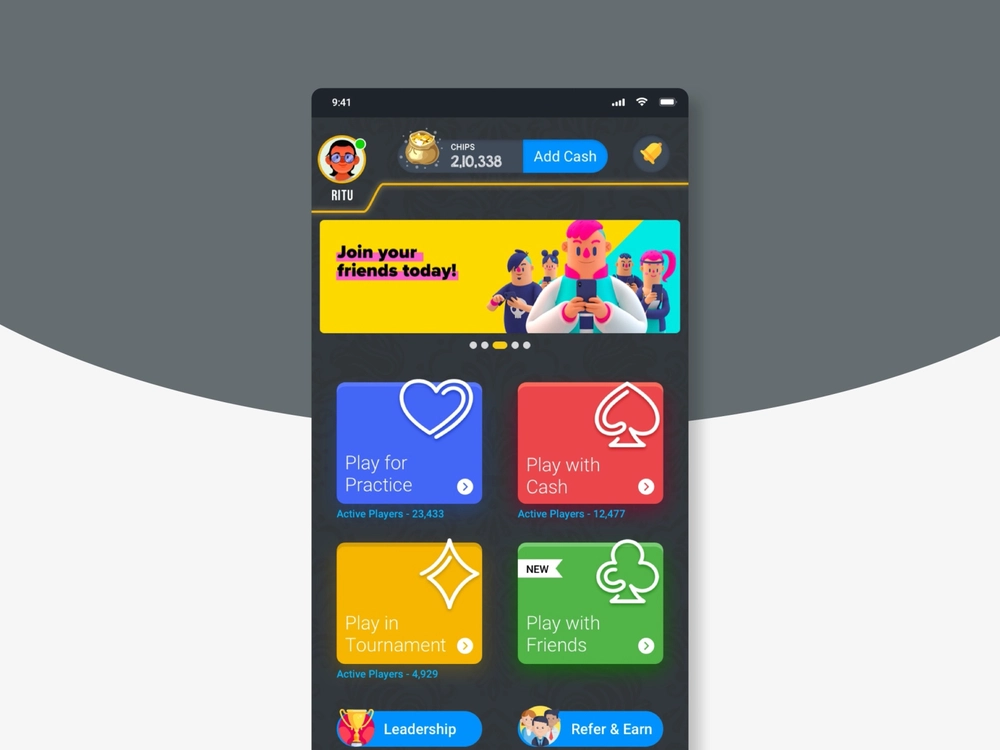 9:41
CHIPS
2,10,338
Add Cash
RITU
Join your
friends today!
Play for
Practice
Active Players - 23,433
Play with
Cash
Active Players - 12,477
Play in
Tournament
Active Players - 4,929
NEW
Play with
Friends
Leadership
Refer & Earn